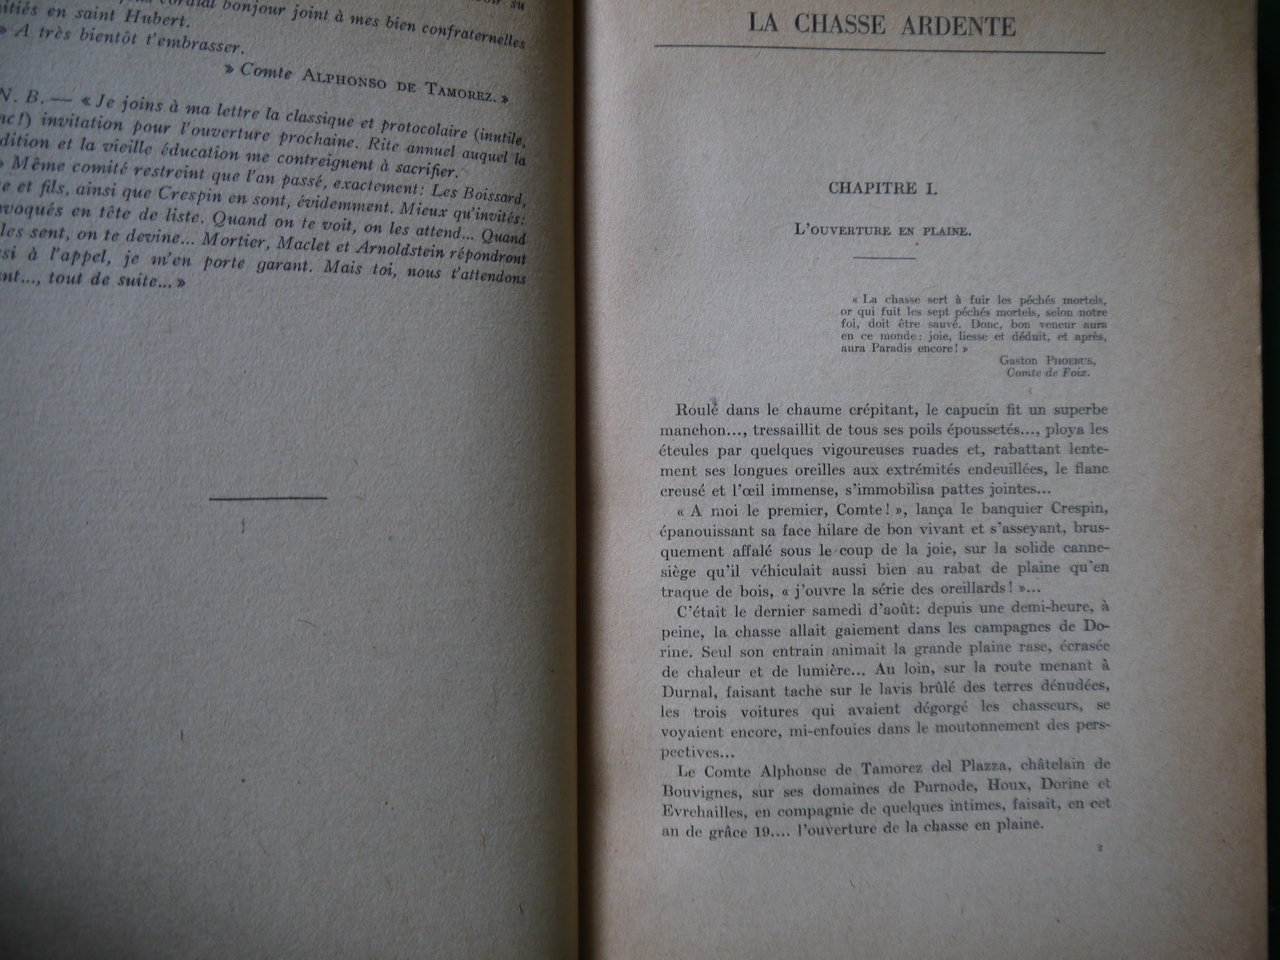 bonjour joint à mes bien confraternelles
en saint Hubert.
» A très bientôt t'embrasser.
» Comte ALPHONSO DE TAMOREZ. »
N. B. — « Je joins à ma lettre la classique et protocolaire (inutile,
invitation pour l'ouverture prochaine. Rite annuel auquel la
et la vieille éducation me contreignent à sacrifier.
» Même comité restreint que l'an passé, exactement: Les Boissard,
et fils, ainsi que Crespin en sont, évidemment. Mieux qu'invités:
en tête de liste. Quand on te voit, on les attend... Quand
les sent, on te devine... Mortier, Maclet et Arnoldstein répondront
à l'appel, je m'en porte garant. Mais toi, nous t'attendons
tout de suite... »
LA CHASSE ARDENTE
CHAPITRE I.
L'OUVERTURE EN PLAINE.
« La chasse sert à fuir les péchés mortels,
or qui fuit les sept péchés mortels, selon notre
foi, doit être sauvé. Donc, bon veneur aura
en ce monde: joie, liesse et déduit, et après,
aura Paradis encore! »
Gaston PHOEBUS,
Comte de Foix.
Roulé dans le chaume crépitant, le capucin fit un superbe
manchon..., tressaillit de tous ses poils époussetés..., ploya les
éteules par quelques vigoureuses ruades et, rabattant lente-
ment ses longues oreilles aux extrémités endeuillées, le flanc
creusé et l'œil immense, s'immobilisa pattes jointes...
« A moi le premier, Comte! », lança le banquier Crespin,
épanouissant sa face hilare de bon vivant et s'asseyant, brus-
quement affalé sous le coup de la joie, sur la solide canne-
siège qu'il véhiculait aussi bien au rabat de plaine qu'en
traque de bois, « j'ouvre la série des oreillards! »...
C'était le dernier samedi d'août: depuis une demi-heure, à
peine, la chasse allait gaiement dans les campagnes de Do-
rine. Seul son entrain animait la grande plaine rase, écrasée
de chaleur et de lumière... Au loin, sur la route menant à
Durnal, faisant tache sur le lavis brûlé des terres dénudées,
les trois voitures qui avaient dégorgé les chasseurs, se
voyaient encore, mi-enfouies dans le moutonnement des pers-
pectives...
Le Comte Alphonse de Tamorez del Plazza, châtelain de
Bouvignes, sur ses domaines de Purnode, Houx, Dorine et
Evrehailles, en compagnie de quelques intimes, faisait, en cet
an de grâce 19.... l'ouverture de la chasse en plaine.
2